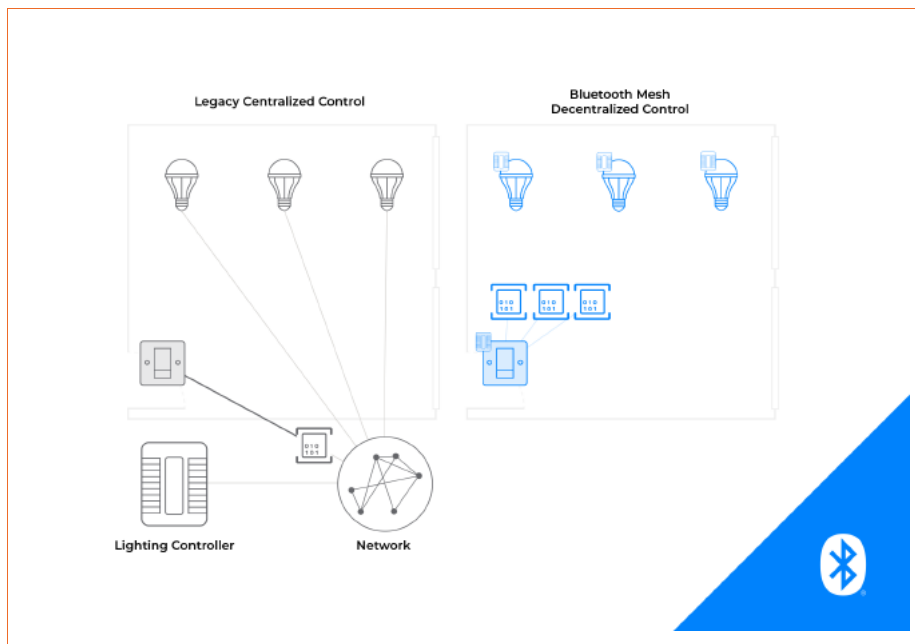 Legacy Centralized Control
Bluetooth Mesh
Decentralized Control
010
101
010
101
010
101
010
101
Lighting Controller
Network